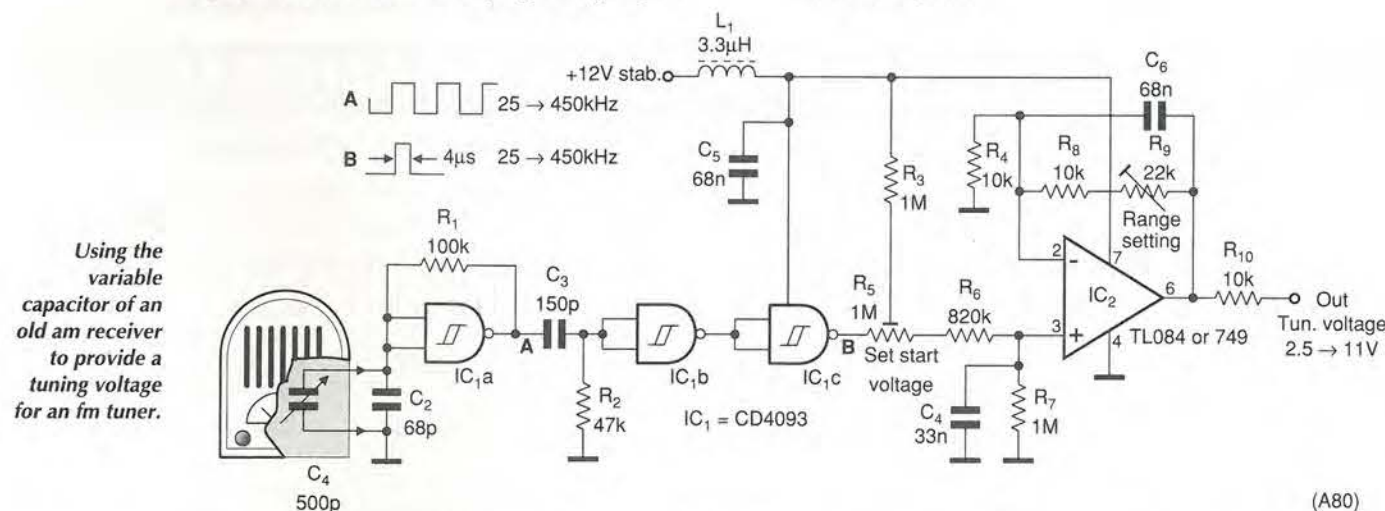 L₁
3.3μH
+12V stab.
A 25 → 450kHz
B 4μs 25 → 450kHz
C₅
68n
R₃
1M
R₄
10k
C₆
68n
R₈
10k
R₉
22k
Range
setting
Using the
variable
capacitor of an
old am receiver
to provide a
tuning voltage
for an fm tuner.
R₁
100k
C₃
150p
A
IC₁a
C₂
68p
C₄
500p
R₂
47k
IC₁b
IC₁c
IC₁ = CD4093
B
R₅
1M
Set start
voltage
R₆
820k
C₄
33n
R₇
1M
2
-
3
+
7
6
4
IC₂
TL084 or 749
R₁₀
10k
Out
Tun. voltage
2.5 → 11V
(A80)